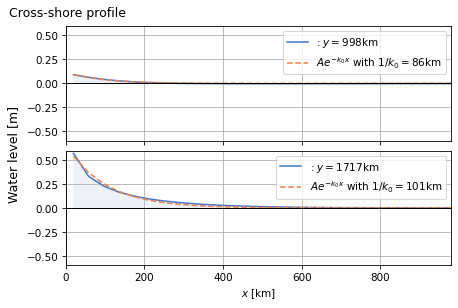 Cross-shore profile
Water level [m]
0.50
0.25
0.00
−0.25
−0.50
: y = 998km
Ae^{−k₀x} with 1/k₀ = 86km
0.50
0.25
0.00
−0.25
−0.50
: y = 1717km
Ae^{−k₀x} with 1/k₀ = 101km
0 200 400 600 800
x [km]